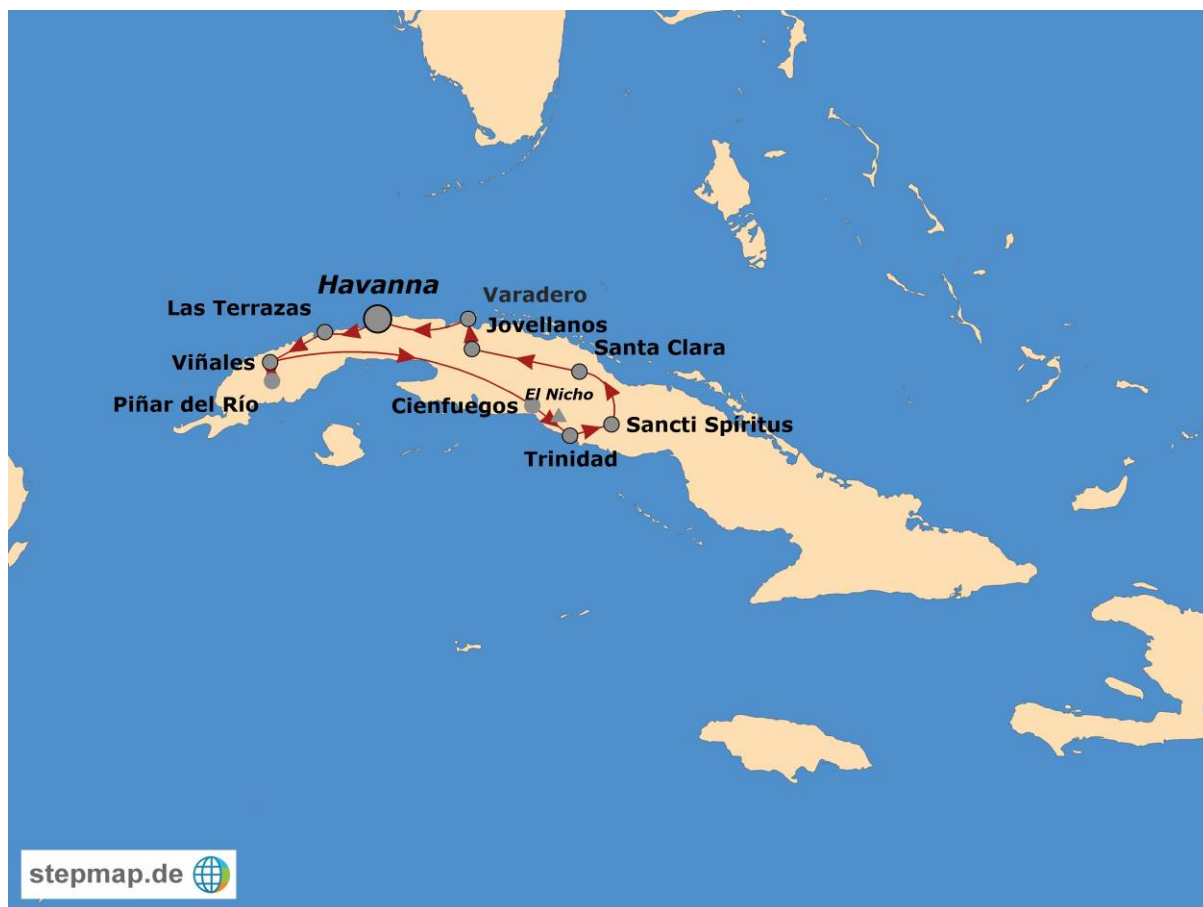 Havanna
Varadero
Las Terrazas
Jovellanos
Santa Clara
Viñales
El Nicho
Piñar del Río
Cienfuegos
Sancti Spíritus
Trinidad
stepmap.de